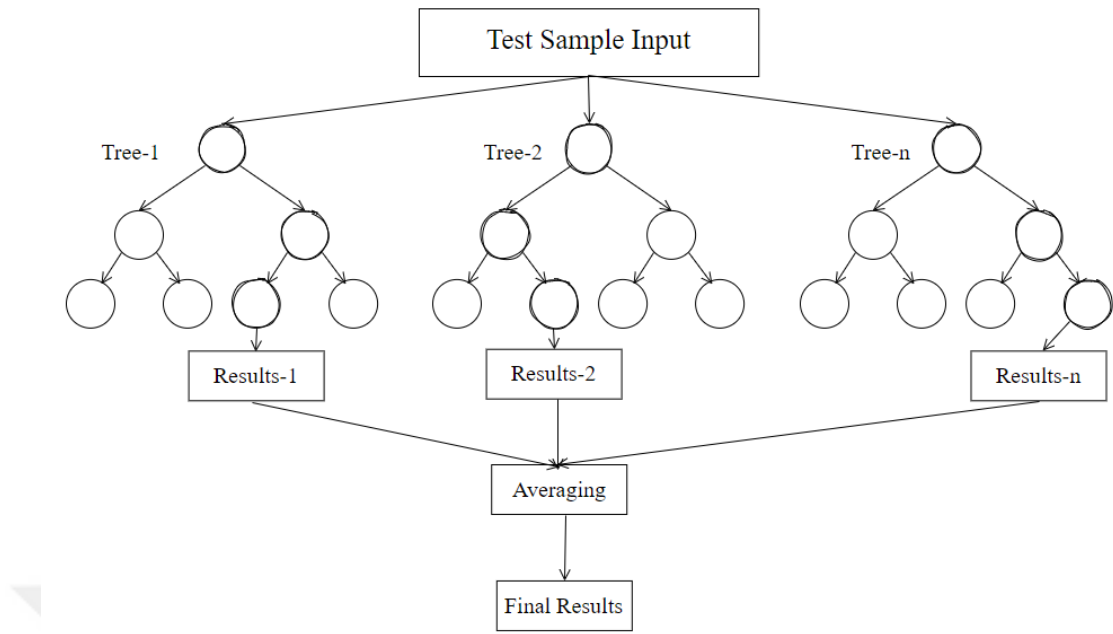 Test Sample Input
Tree-1
Tree-2
Tree-n
Results-1
Results-2
Results-n
Averaging
Final Results